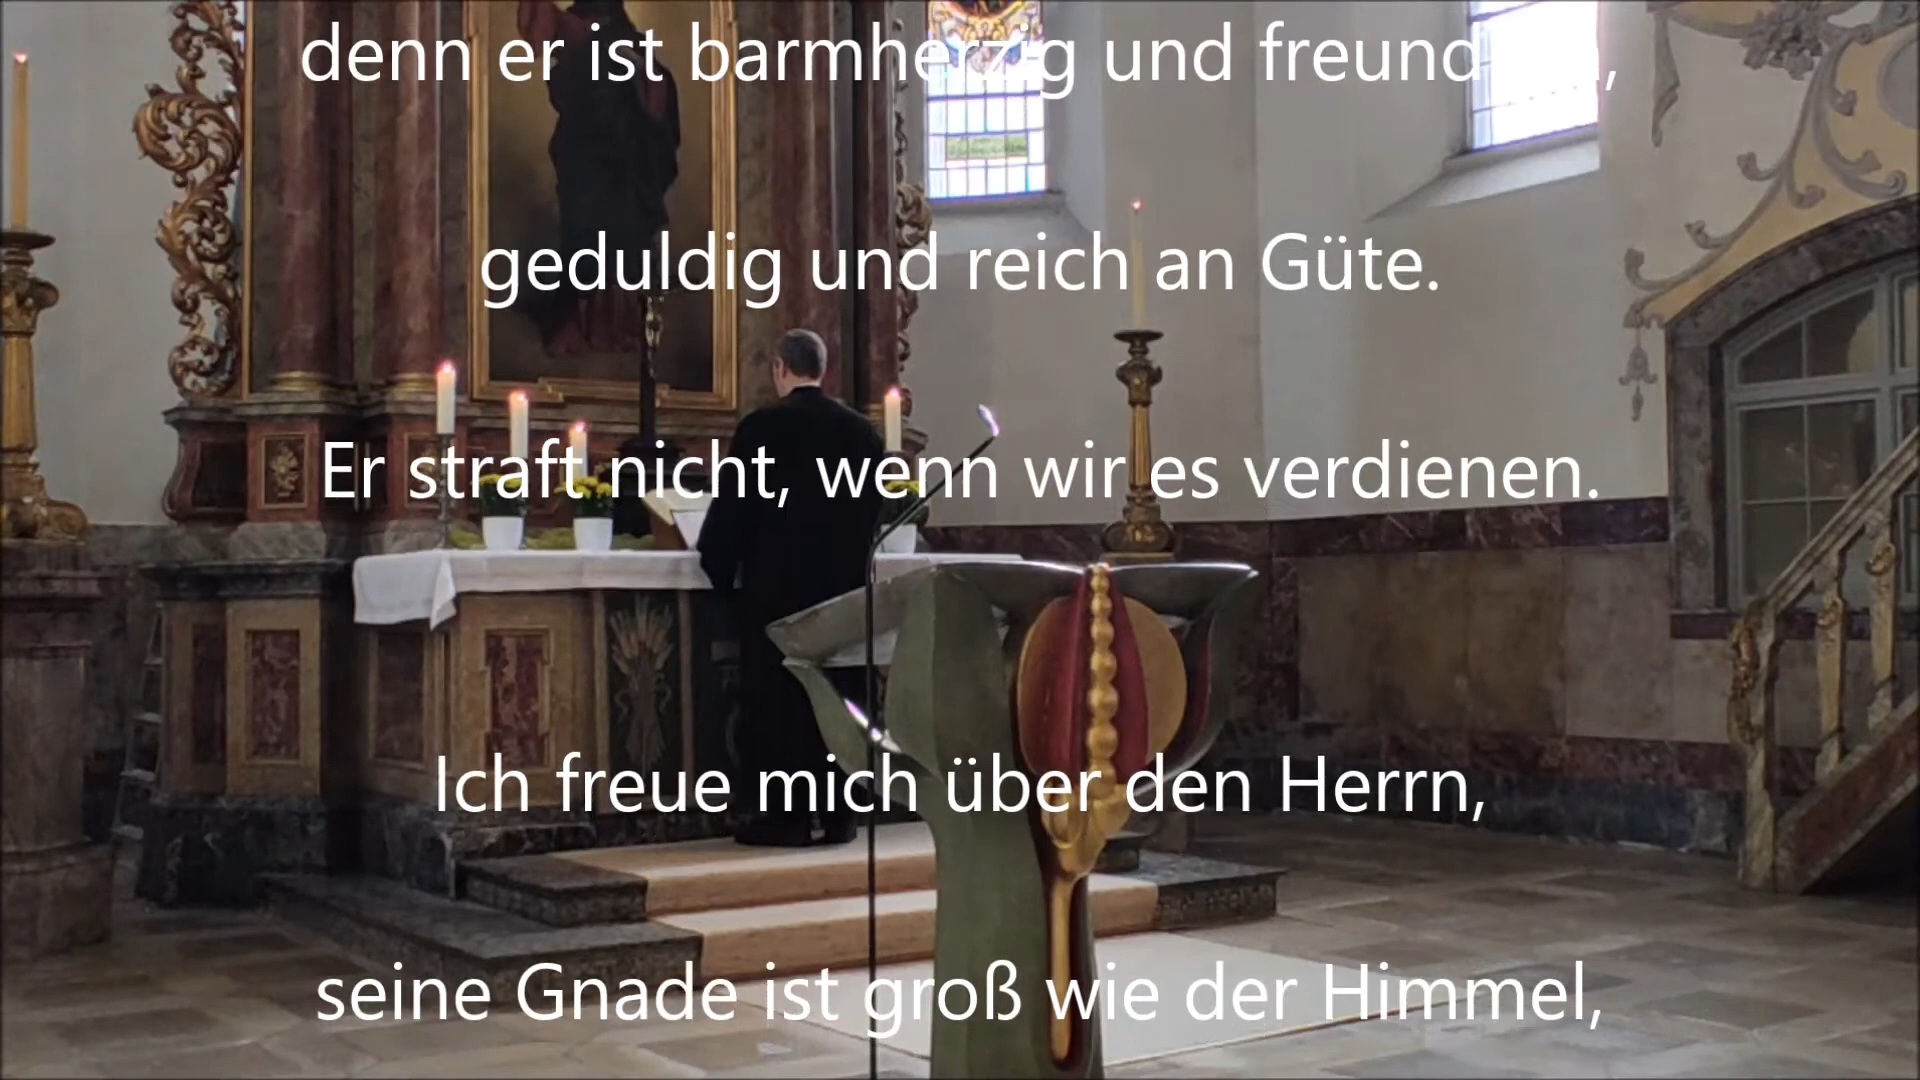 denn er ist barmherzig und freundlich,
geduldig und reich an Güte.
Er straft nicht, wenn wir es verdienen.
Ich freue mich über den Herrn,
seine Gnade ist groß wie der Himmel,